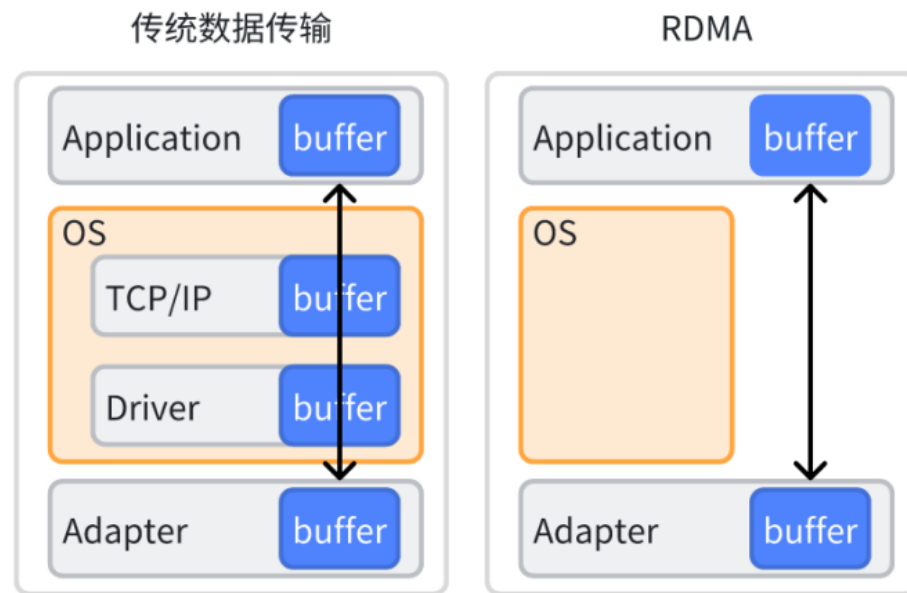 传统数据传输
Application buffer
OS
TCP/IP buffer
Driver buffer
Adapter buffer
RDMA
Application buffer
OS
Adapter buffer